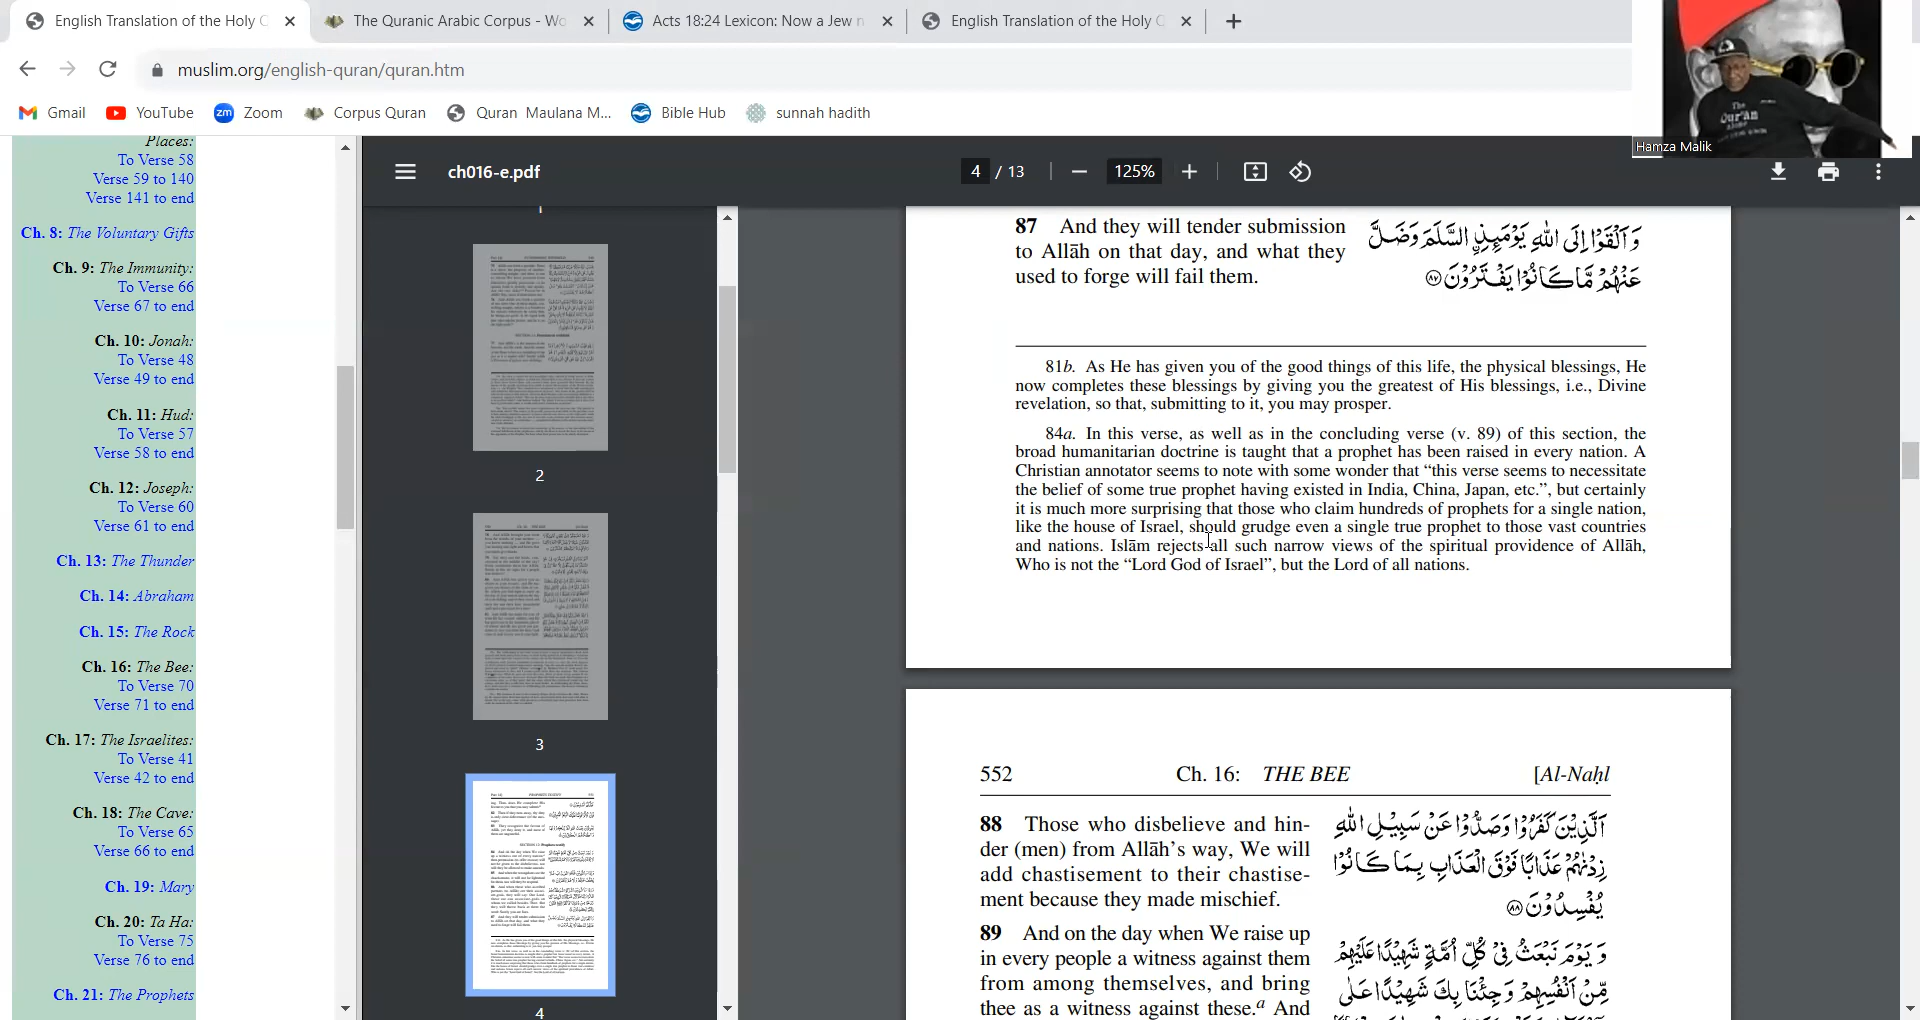 English Translation of the Holy Q
The Quranic Arabic Corpus - Wo
Acts 18:24 Lexicon: Now a Jew n
English Translation of the Holy Q
muslim.org/english-quran/quran.htm
Gmail
YouTube
zm
Zoom
Corpus Quran
Quran Maulana M...
Bible Hub
sunnah hadith
The
Qur'an
Hamza Malik
Places:
To Verse 58
Verse 59 to 140
Verse 141 to end
Ch. 8: The Voluntary Gifts
Ch. 9: The Immunity:
To Verse 66
Verse 67 to end
Ch. 10: Jonah:
To Verse 48
Verse 49 to end
Ch. 11: Hud:
To Verse 57
Verse 58 to end
Ch. 12: Joseph:
To Verse 60
Verse 61 to end
Ch. 13: The Thunder
Ch. 14: Abraham
Ch. 15: The Rock
Ch. 16: The Bee:
To Verse 70
Verse 71 to end
Ch. 17: The Israelites:
To Verse 41
Verse 42 to end
Ch. 18: The Cave:
To Verse 65
Verse 66 to end
Ch. 19: Mary
Ch. 20: Ta Ha:
To Verse 75
Verse 76 to end
Ch. 21: The Prophets
ch016-e.pdf
4 / 13
125%
1
2
3
4
87 And they will tender submission
to Allāh on that day, and what they
used to forge will fail them.
وَ اَلْقَوْا اِلَى اللّٰهِ يَوْمَئِذِ ِۨ السَّلَمَ وَ ضَلَّ
عَنْهُمْ مَّا كَانُوْا يَفْتَرُوْنَ ﴿۸۷﴾
81b. As He has given you of the good things of this life, the physical blessings, He
now completes these blessings by giving you the greatest of His blessings, i.e., Divine
revelation, so that, submitting to it, you may prosper.
84a. In this verse, as well as in the concluding verse (v. 89) of this section, the
broad humanitarian doctrine is taught that a prophet has been raised in every nation. A
Christian annotator seems to note with some wonder that “this verse seems to necessitate
the belief of some true prophet having existed in India, China, Japan, etc.”, but certainly
it is much more surprising that those who claim hundreds of prophets for a single nation,
like the house of Israel, should grudge even a single true prophet to those vast countries
and nations. Islām rejects all such narrow views of the spiritual providence of Allāh,
Who is not the “Lord God of Israel”, but the Lord of all nations.
552 Ch. 16: THE BEE [Al-Naḥl
88 Those who disbelieve and hin-
der (men) from Allāh’s way, We will
add chastisement to their chastise-
ment because they made mischief.
اَلَّذِيْنَ كَفَرُوْا وَ صَدُّوْا عَنْ سَبِيْلِ اللّٰهِ
زِدْنٰهُمْ عَذَابًا فَوْقَ الْعَذَابِ بِمَا كَانُوْا
يُفْسِدُوْنَ ﴿۸۸﴾
89 And on the day when We raise up
in every people a witness against them
from among themselves, and bring
thee as a witness against these.a And
وَ يَوْمَ نَبْعَثُ فِيْ كُلِّ اُمَّةٍ شَهِيْدًا عَلَيْهِمْ
مِّنْ اَنْفُسِهِمْ وَ جِئْنَا بِكَ شَهِيْدًا عَلٰى